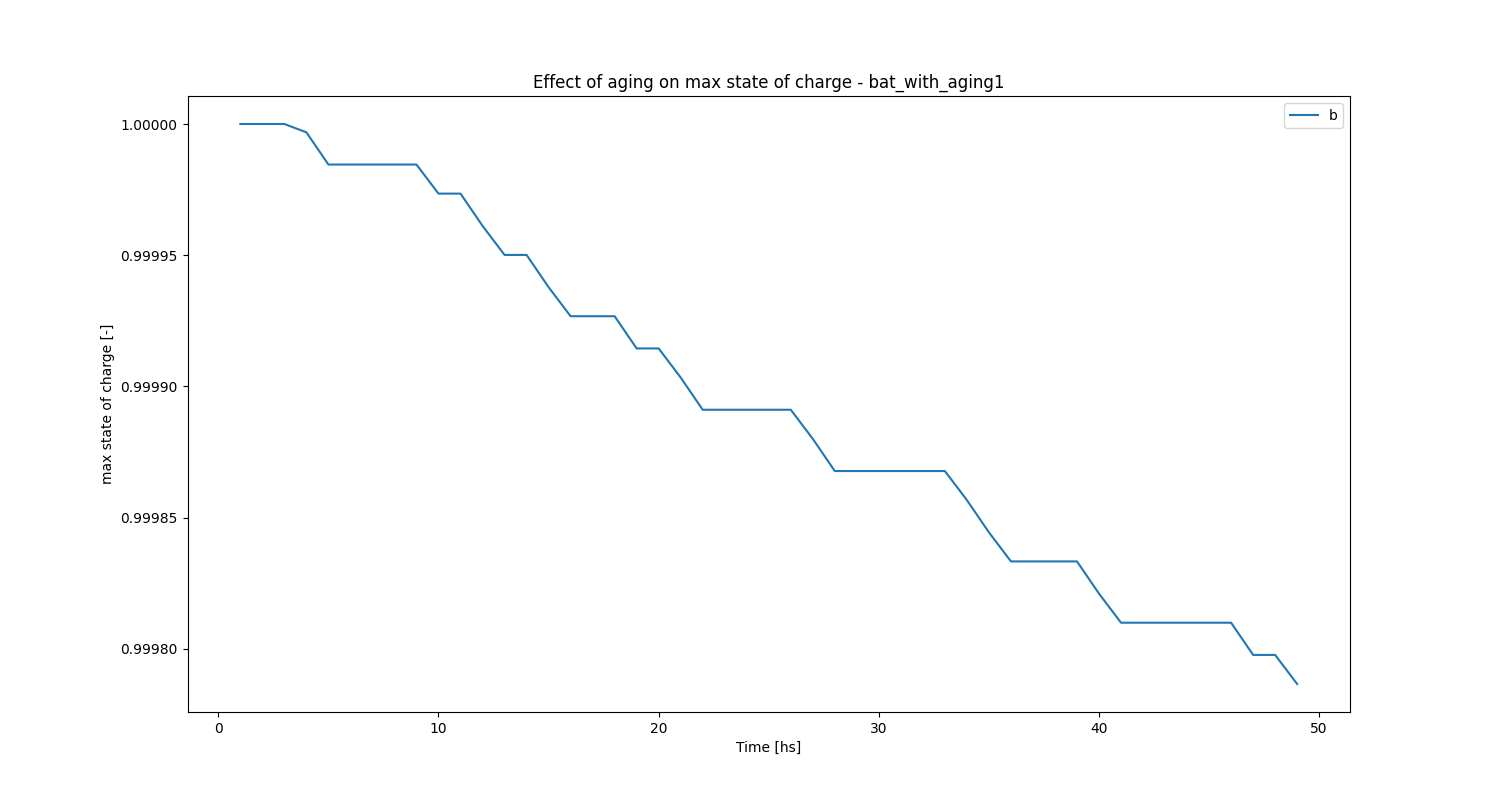 Effect of aging on max state of charge - bat_with_aging1
b
1.00000
0.99995
0.99990
0.99985
0.99980
max state of charge [-]
0 10 20 30 40 50
Time [hs]